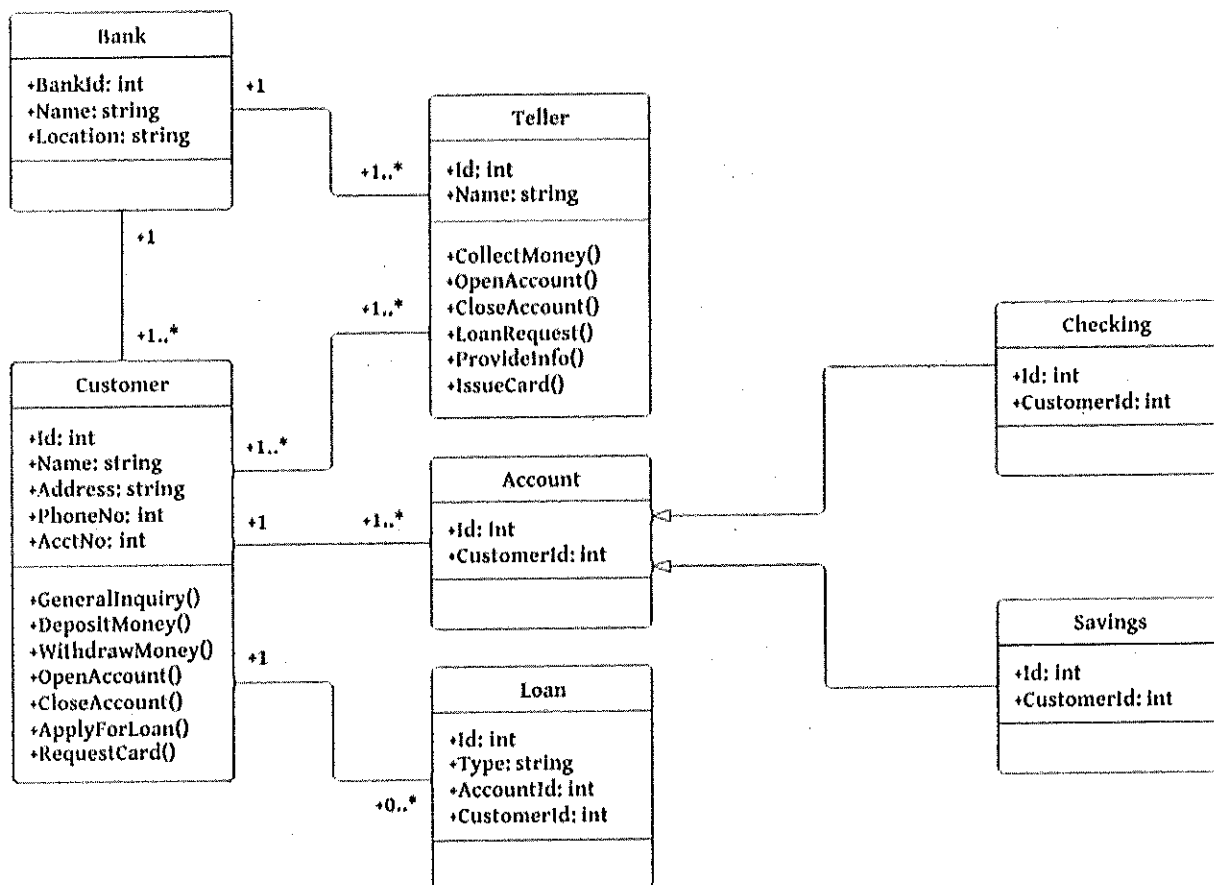 Bank
+BankId: int
+Name: string
+Location: string
+1
+1..*
+1
+1..*
Teller
+Id: int
+Name: string
+CollectMoney()
+OpenAccount()
+CloseAccount()
+LoanRequest()
+ProvideInfo()
+IssueCard()
+1..*
+1..*
Customer
+Id: int
+Name: string
+Address: string
+PhoneNo: int
+AcctNo: int
+GeneralInquiry()
+DepositMoney()
+WithdrawMoney()
+OpenAccount()
+CloseAccount()
+ApplyForLoan()
+RequestCard()
+1
+1..*
Account
+Id: Int
+CustomerId: int
+1
+0..*
Loan
+Id: int
+Type: string
+AccountId: int
+CustomerId: int
Checking
+Id: int
+CustomerId: int
Savings
+Id: int
+CustomerId: int